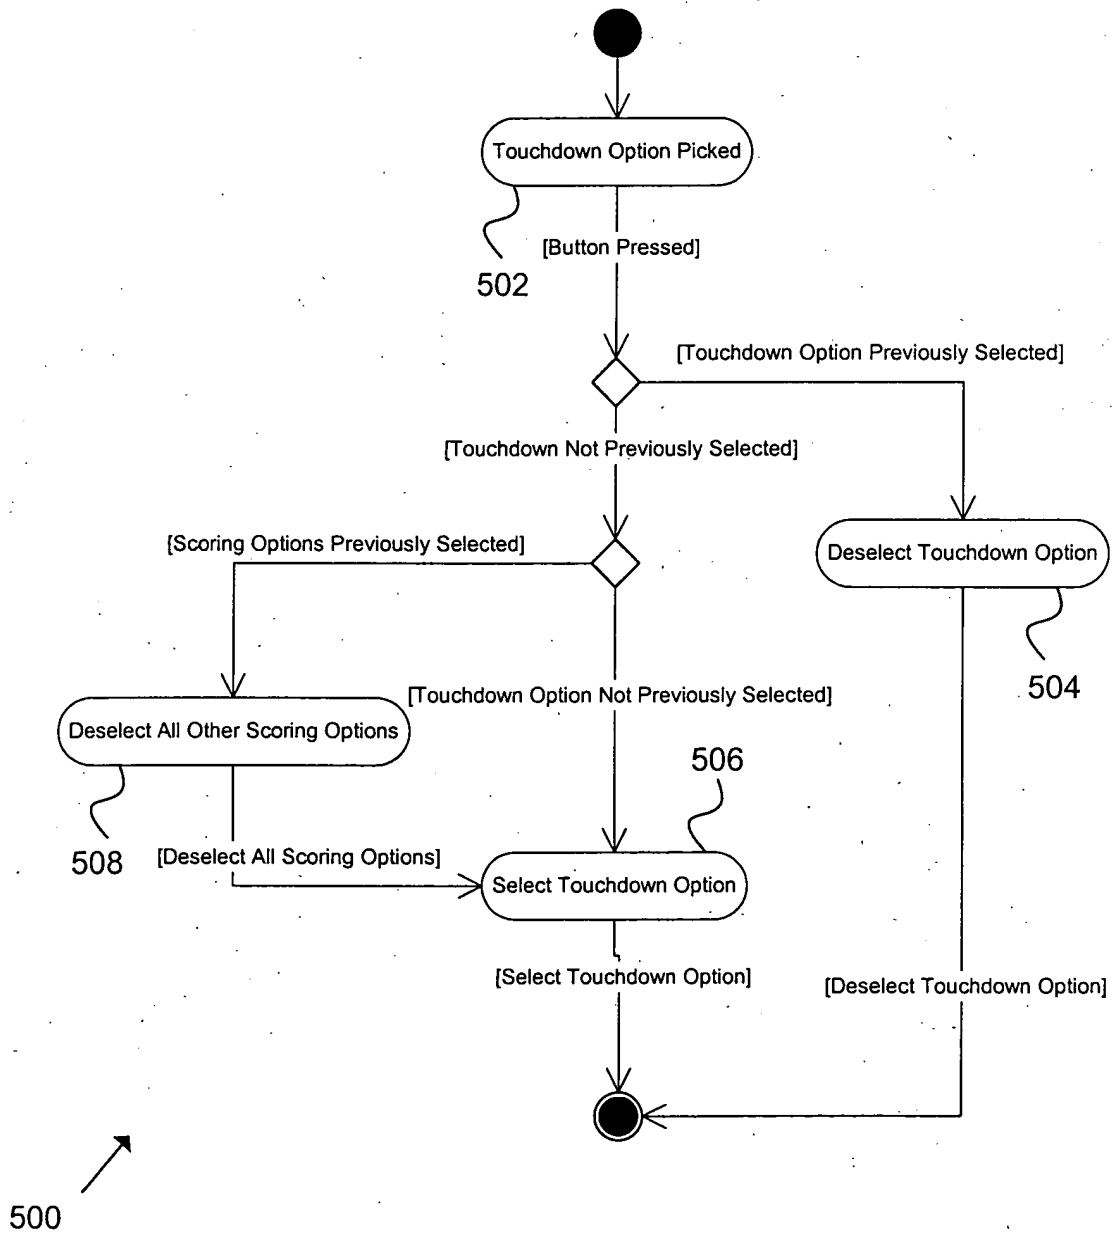 Touchdown Option Picked
[Button Pressed]
502
[Touchdown Option Previously Selected]
[Touchdown Not Previously Selected]
[Scoring Options Previously Selected]
Deselect Touchdown Option
504
[Touchdown Option Not Previously Selected]
Deselect All Other Scoring Options
506
508
[Deselect All Scoring Options]
Select Touchdown Option
[Select Touchdown Option]
[Deselect Touchdown Option]
500